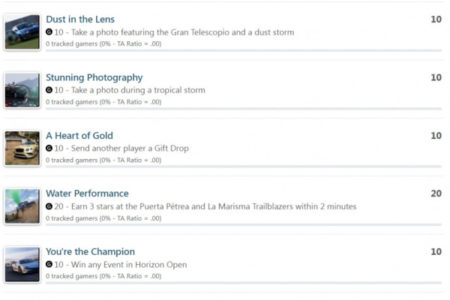 Dust in the Lens 10
G 10 - Take a photo featuring the Gran Telescopio and a dust storm
0 tracked gamers (0% - TA Ratio = .00)
Stunning Photography 10
G 10 - Take a photo during a tropical storm
0 tracked gamers (0% - TA Ratio = .00)
A Heart of Gold 10
G 10 - Send another player a Gift Drop
0 tracked gamers (0% - TA Ratio = .00)
Water Performance 20
G 20 - Earn 3 stars at the Puerta Pétrea and La Marisma Trailblazers within 2 minutes
0 tracked gamers (0% - TA Ratio = .00)
You're the Champion 10
G 10 - Win any Event in Horizon Open
0 tracked gamers (0% - TA Ratio = .00)